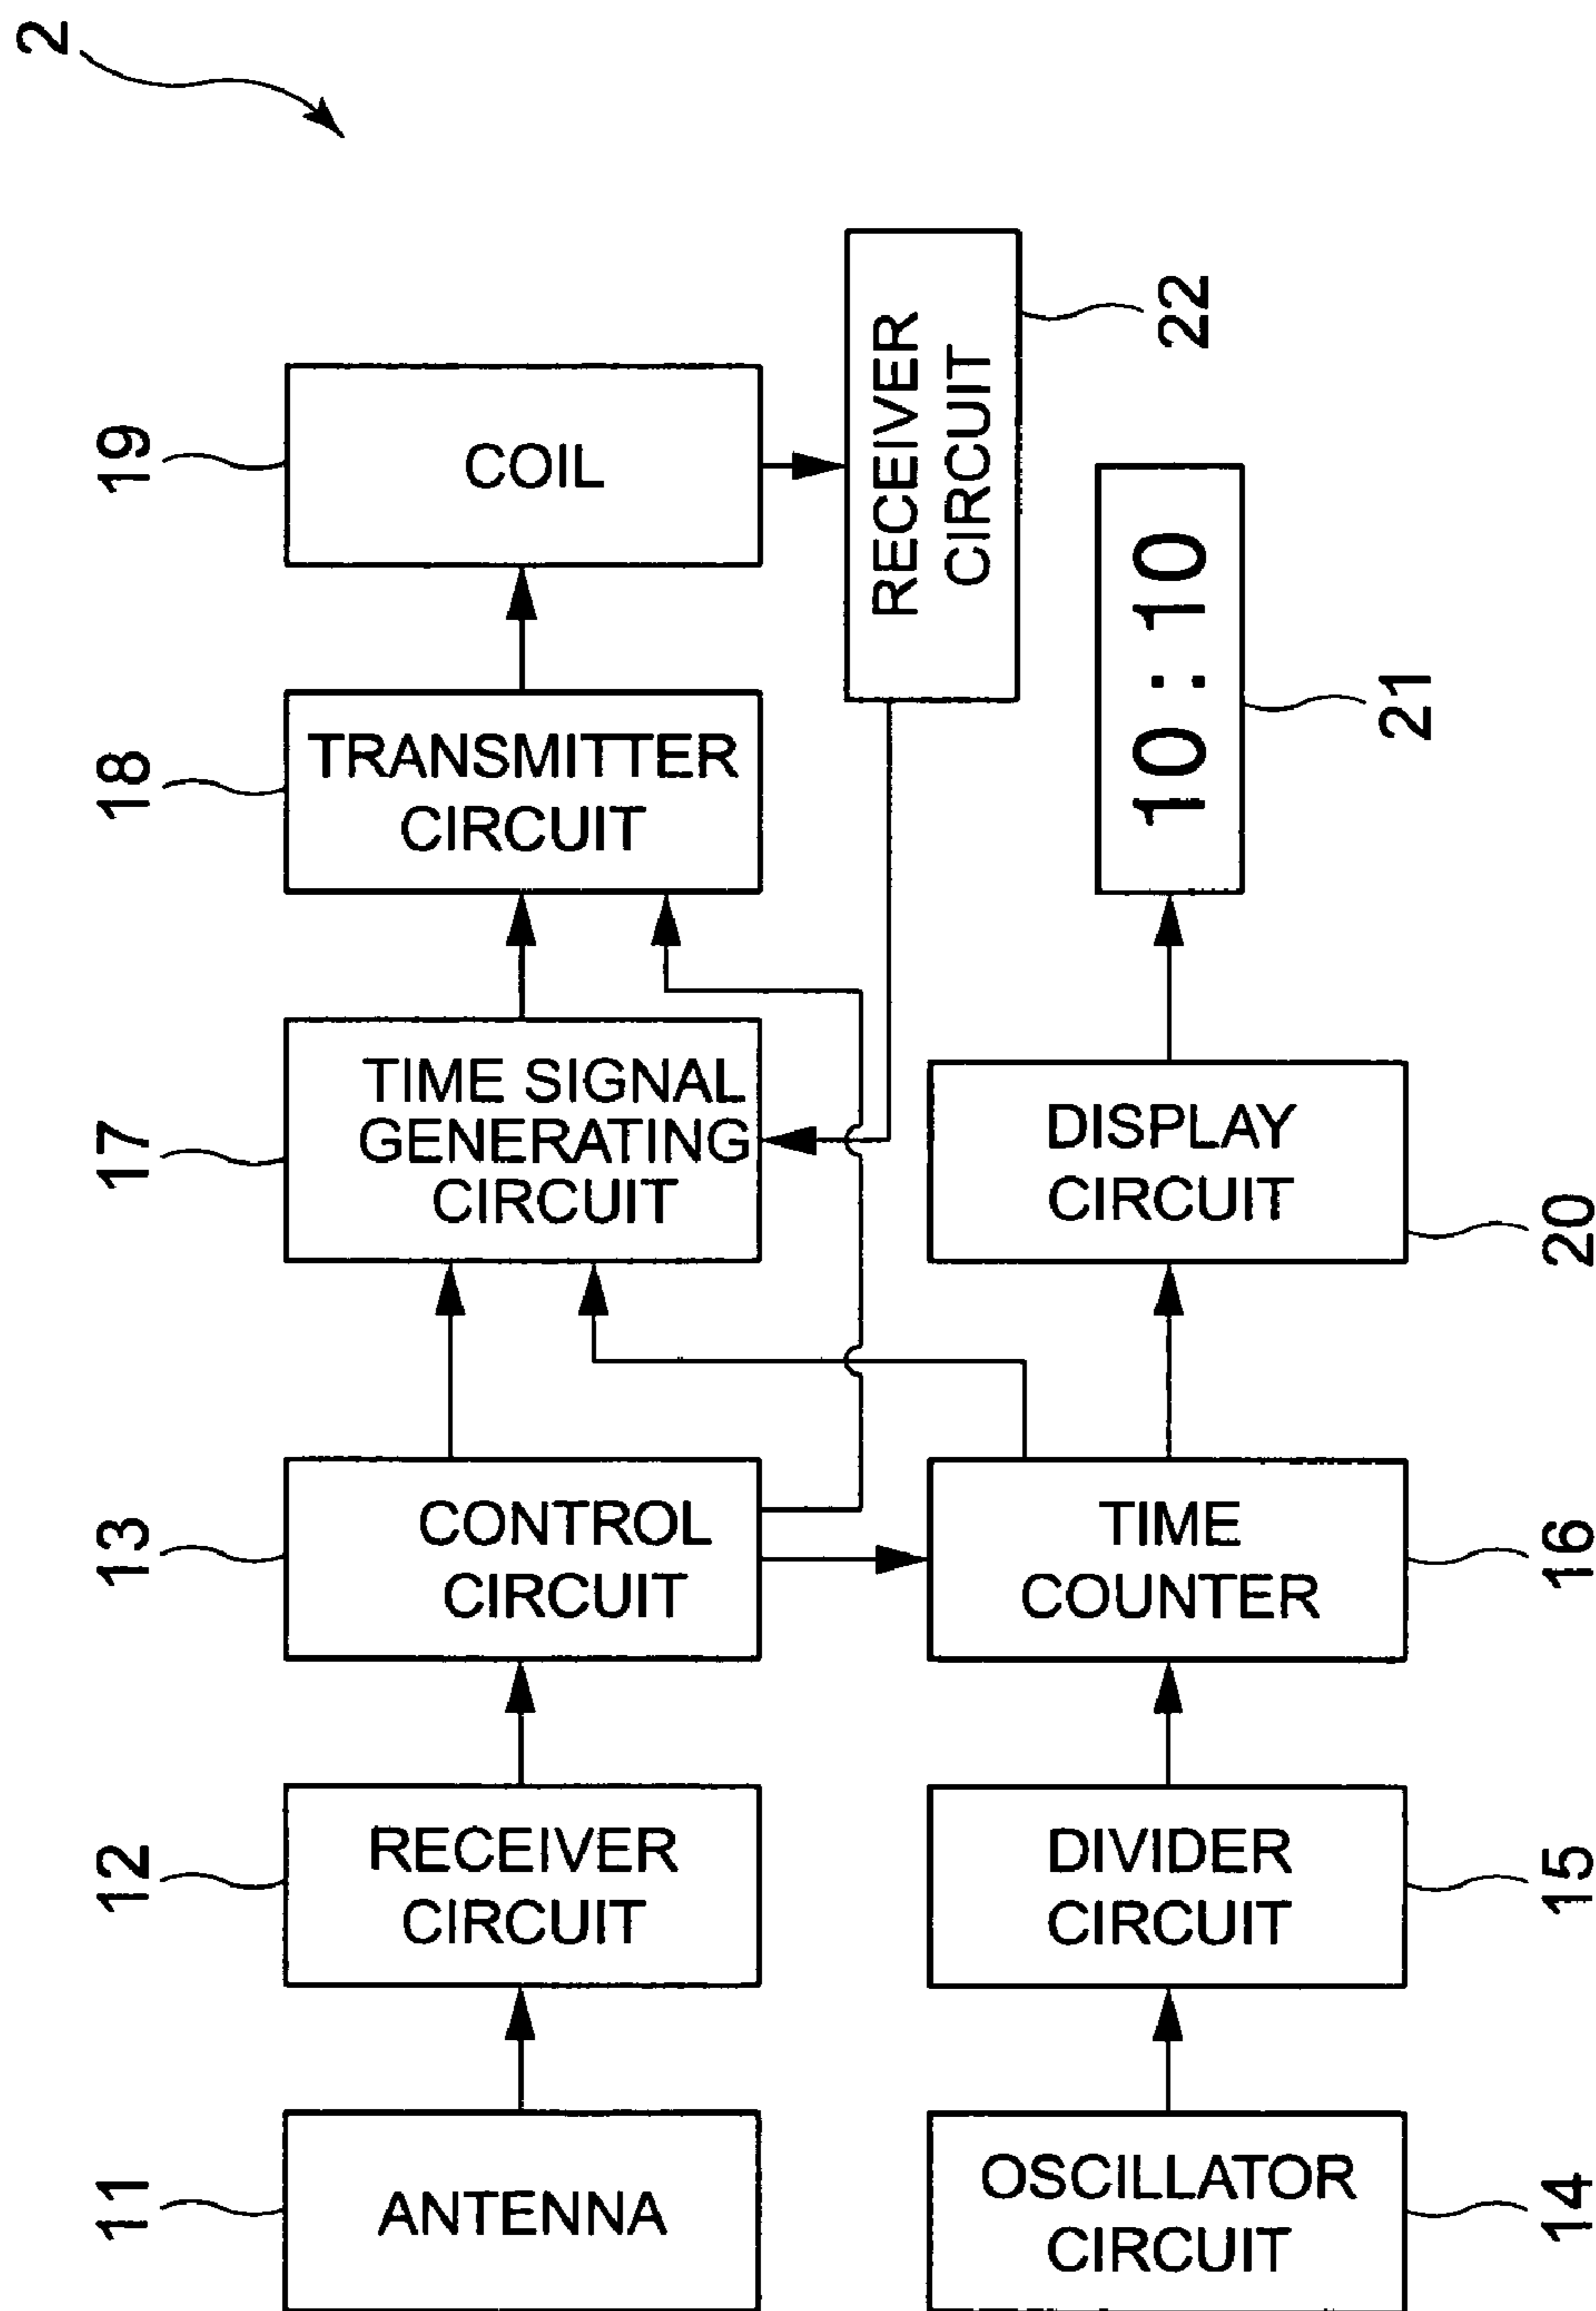 2
19
COIL
RECEIVER
CIRCUIT
22
18
TRANSMITTER
CIRCUIT
10:10
21
17
TIME SIGNAL
GENERATING
CIRCUIT
DISPLAY
CIRCUIT
20
13
CONTROL
CIRCUIT
TIME
COUNTER
16
12
RECEIVER
CIRCUIT
DIVIDER
CIRCUIT
15
11
ANTENNA
OSCILLATOR
CIRCUIT
14